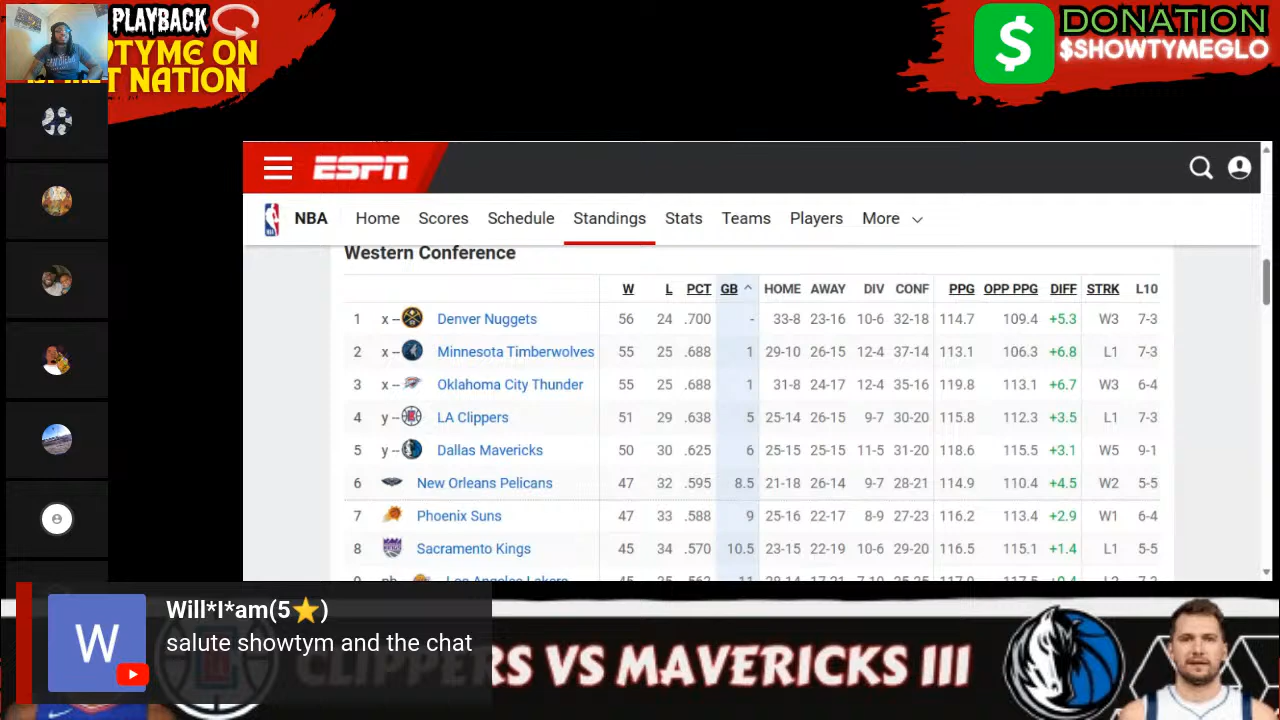 PLAYBACK
TYME ON
T NATION
DONATION
$SHOWTYMEGLO
ESPN
NBA Home Scores Schedule Standings Stats Teams Players More
Western Conference
W L PCT GB HOME AWAY DIV CONF PPG OPP PPG DIFF STRK L10
1 x -- Denver Nuggets 56 24 .700 - 33-8 23-16 10-6 32-18 114.7 109.4 +5.3 W3 7-3
2 x -- Minnesota Timberwolves 55 25 .688 1 29-10 26-15 12-4 37-14 113.1 106.3 +6.8 L1 7-3
3 x -- Oklahoma City Thunder 55 25 .688 1 31-8 24-17 12-4 35-16 119.8 113.1 +6.7 W3 6-4
4 y -- LA Clippers 51 29 .638 5 25-14 26-15 9-7 30-20 115.8 112.3 +3.5 L1 7-3
5 y -- Dallas Mavericks 50 30 .625 6 25-15 25-15 11-5 31-20 118.6 115.5 +3.1 W5 9-1
6 New Orleans Pelicans 47 32 .595 8.5 21-18 26-14 9-7 28-21 114.9 110.4 +4.5 W2 5-5
7 Phoenix Suns 47 33 .588 9 25-16 22-17 8-9 27-23 116.2 113.4 +2.9 W1 6-4
8 Sacramento Kings 45 34 .570 10.5 23-15 22-19 10-6 29-20 116.5 115.1 +1.4 L1 5-5
Los Angeles Lakers
W
Will*I*am(5⭐)
salute showtym and the chat
CLIPPERS VS MAVERICKS III